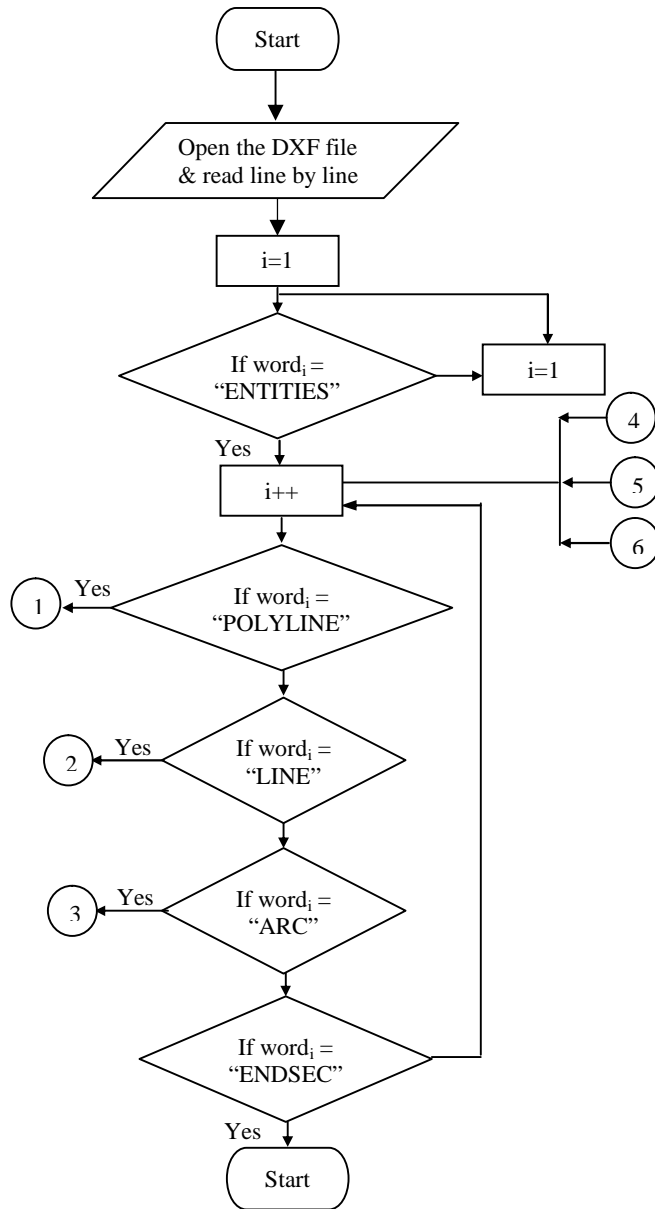 Start
Open the DXF file
& read line by line
i=1
If wordᵢ =
“ENTITIES”
i=1
Yes
i++
4
5
6
If wordᵢ =
“POLYLINE”
Yes
1
If wordᵢ =
“LINE”
Yes
2
If wordᵢ =
“ARC”
Yes
3
If wordᵢ =
“ENDSEC”
Yes
Start